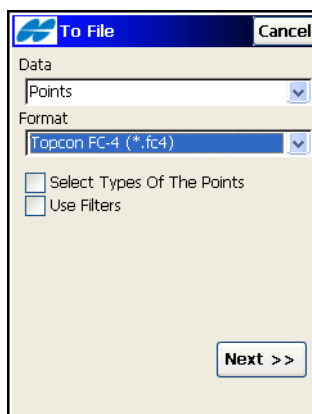 To File
Cancel
Data
Points
Format
Topcon FC-4 (*.fc4)
Select Types Of The Points
Use Filters
Next >>